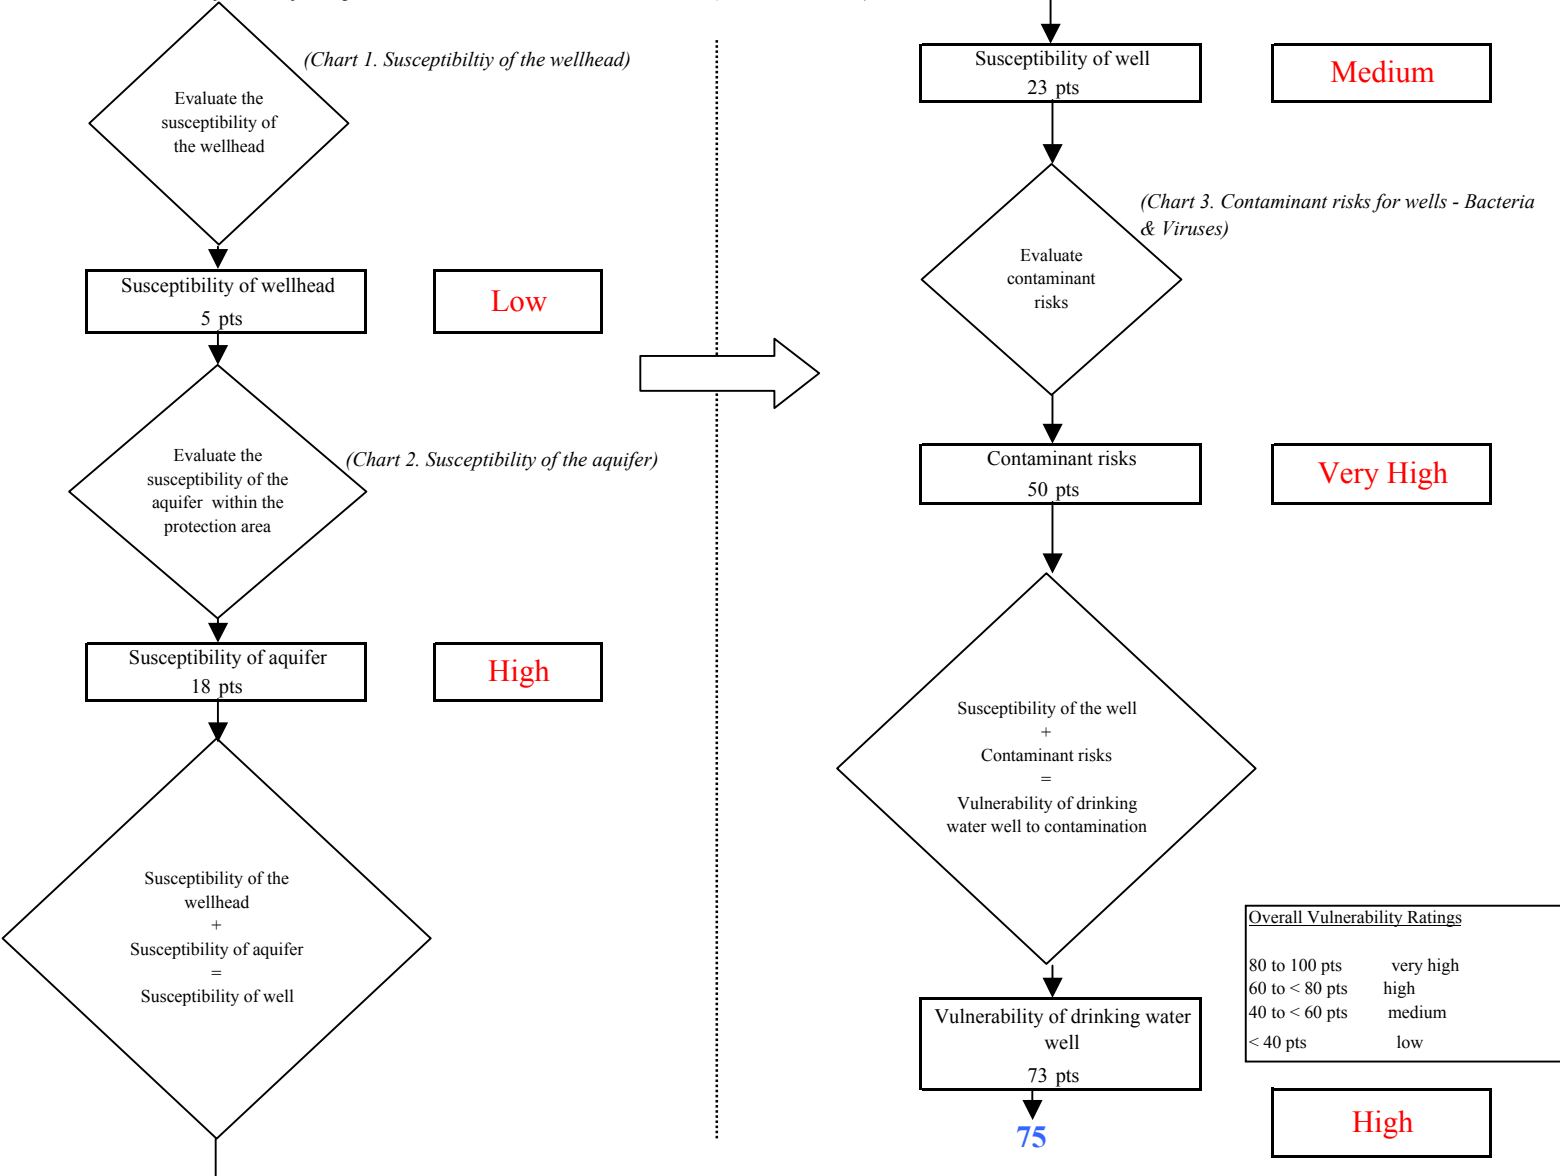 (Chart 1. Susceptibiltiy of the wellhead)
Evaluate the
susceptibility of
the wellhead
Susceptibility of wellhead
5 pts
Low
(Chart 2. Susceptibility of the aquifer)
Evaluate the
susceptibility of the
aquifer within the
protection area
Susceptibility of aquifer
18 pts
High
Susceptibility of the
wellhead
+
Susceptibility of aquifer
=
Susceptibility of well
Susceptibility of well
23 pts
Medium
(Chart 3. Contaminant risks for wells - Bacteria
& Viruses)
Evaluate
contaminant
risks
Contaminant risks
50 pts
Very High
Susceptibility of the well
+
Contaminant risks
=
Vulnerability of drinking
water well to contamination
Overall Vulnerability Ratings
80 to 100 pts very high
60 to < 80 pts high
40 to < 60 pts medium
< 40 pts low
Vulnerability of drinking water
well
73 pts
75
High